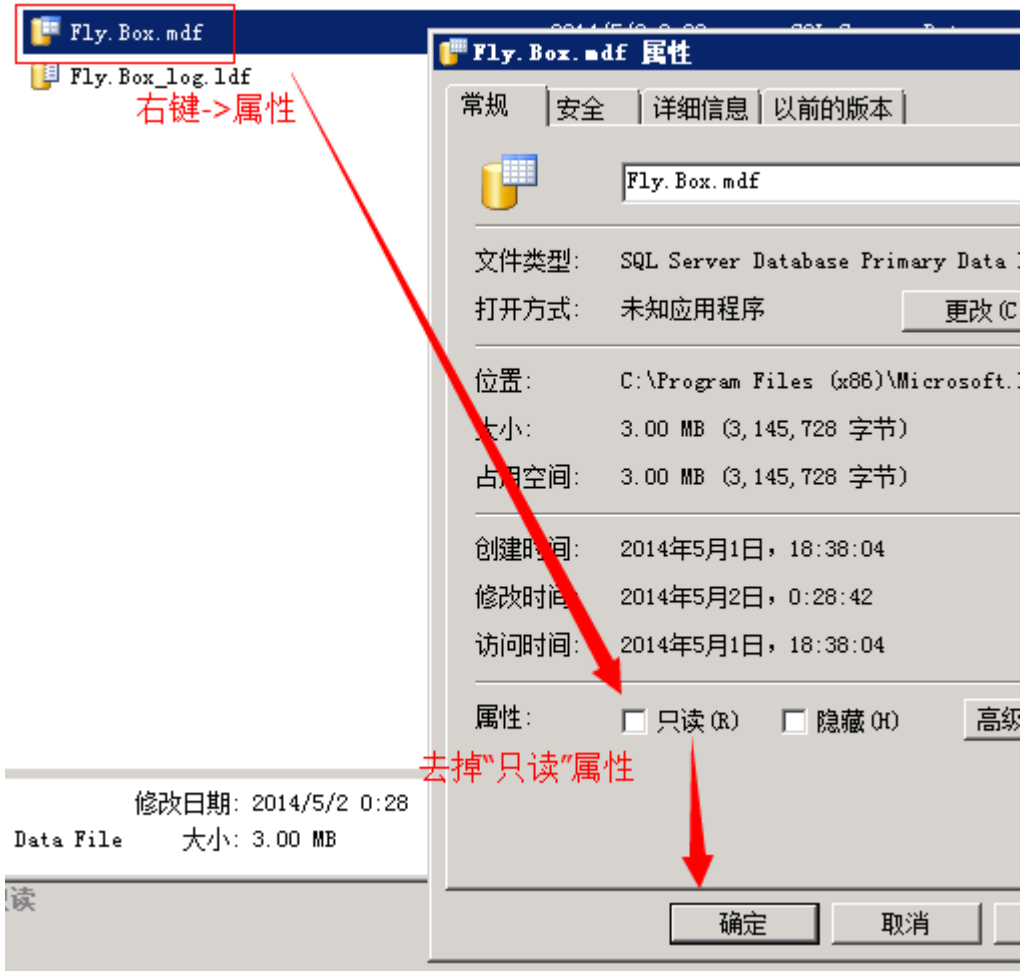 Fly.Box.mdf
Fly.Box_log.ldf
右键->属性
Fly.Box.mdf 属性
常规 安全 详细信息 以前的版本
Fly.Box.mdf
文件类型: SQL Server Database Primary Data
打开方式: 未知应用程序 更改(C
位置: C:\Program Files (x86)\Microsoft.
大小: 3.00 MB (3,145,728 字节)
占用空间: 3.00 MB (3,145,728 字节)
创建时间: 2014年5月1日，18:38:04
修改时间: 2014年5月2日，0:28:42
访问时间: 2014年5月1日，18:38:04
属性: 只读(R) 隐藏(H) 高级
去掉“只读”属性
修改日期: 2014/5/2 0:28
Data File 大小: 3.00 MB
读
确定 取消